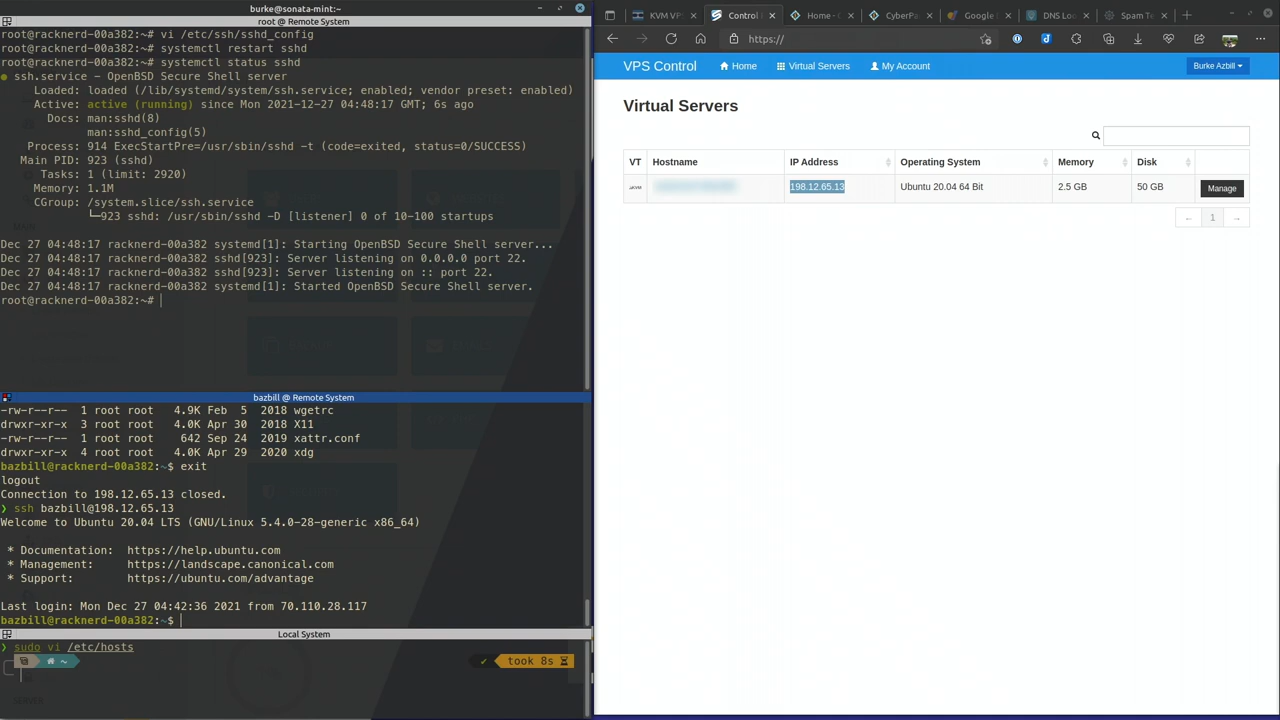 burke@sonata-mint:~
root @ Remote System
root@racknerd-00a382:~# vi /etc/ssh/sshd_config
root@racknerd-00a382:~# systemctl restart sshd
root@racknerd-00a382:~# systemctl status sshd
● ssh.service - OpenBSD Secure Shell server
Loaded: loaded (/lib/systemd/system/ssh.service; enabled; vendor preset: enabled)
Active: active (running) since Mon 2021-12-27 04:48:17 GMT; 6s ago
Docs: man:sshd(8)
man:sshd_config(5)
Process: 914 ExecStartPre=/usr/sbin/sshd -t (code=exited, status=0/SUCCESS)
Main PID: 923 (sshd)
Tasks: 1 (limit: 2920)
Memory: 1.1M
CGroup: /system.slice/ssh.service
└─923 sshd: /usr/sbin/sshd -D [listener] 0 of 10-100 startups
Dec 27 04:48:17 racknerd-00a382 systemd[1]: Starting OpenBSD Secure Shell server...
Dec 27 04:48:17 racknerd-00a382 sshd[923]: Server listening on 0.0.0.0 port 22.
Dec 27 04:48:17 racknerd-00a382 sshd[923]: Server listening on :: port 22.
Dec 27 04:48:17 racknerd-00a382 systemd[1]: Started OpenBSD Secure Shell server.
root@racknerd-00a382:~#
bazbill @ Remote System
-rw-r--r-- 1 root root 4.9K Feb 5 2018 wgetrc
drwxr-xr-x 3 root root 4.0K Apr 30 2018 X11
-rw-r--r-- 1 root root 642 Sep 24 2019 xattr.conf
drwxr-xr-x 4 root root 4.0K Apr 29 2020 xdg
bazbill@racknerd-00a382:~$ exit
logout
Connection to 198.12.65.13 closed.
❯ ssh bazbill@198.12.65.13
Welcome to Ubuntu 20.04 LTS (GNU/Linux 5.4.0-28-generic x86_64)
* Documentation: https://help.ubuntu.com
* Management: https://landscape.canonical.com
* Support: https://ubuntu.com/advantage
Last login: Mon Dec 27 04:42:36 2021 from 70.110.28.117
bazbill@racknerd-00a382:~$
Local System
❯ sudo vi /etc/hosts
~ ✓ took 8s
SERVER
KVM VPS Control Home - CyberPa Google DNS Lo Spam Te
https://
VPS Control Home Virtual Servers My Account Burke Azbill
Virtual Servers
VT Hostname IP Address Operating System Memory Disk
KVM 198.12.65.13 Ubuntu 20.04 64 Bit 2.5 GB 50 GB Manage
← 1 →